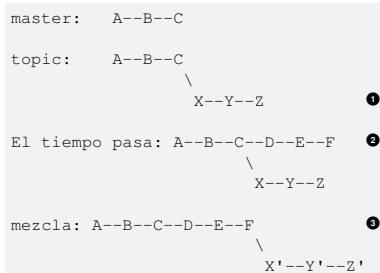 master:   A--B--C
topic:    A--B--C
\
X--Y--Z ❶
El tiempo pasa: A--B--C--D--E--F ❷
\
X--Y--Z
mezcla: A--B--C--D--E--F ❸
\
X'--Y'--Z'